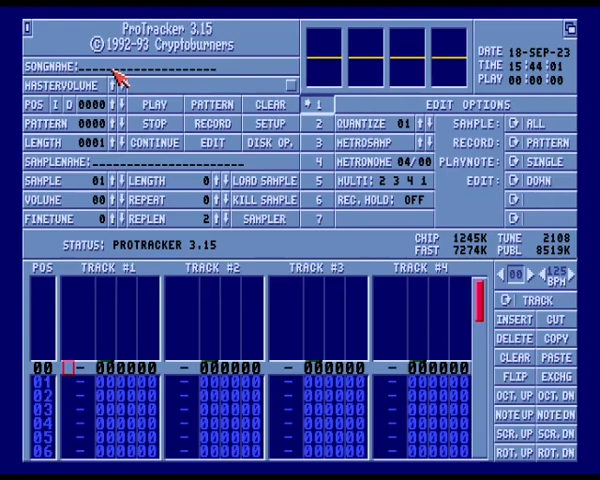 ProTracker 3.15
© 1992-93 Cryptoburners
DATE 18-SEP-23
TIME 15:44:01
PLAY 00:00:00
SONGNAME:____________________
MASTERVOLUME
POS I D 0000 PLAY PATTERN CLEAR * 1 EDIT OPTIONS
PATTERN 0000 STOP RECORD SETUP 2 QUANTIZE 01 SAMPLE: ALL
LENGTH 0001 CONTINUE EDIT DISK OP. 3 METROSAMP RECORD: PATTERN
SAMPLENAME:______________________ 4 METRONOME 04/00 PLAYNOTE: SINGLE
SAMPLE 01 LENGTH 0 LOAD SAMPLE 5 MULTI: 2 3 4 1 EDIT: DOWN
VOLUME 00 REPEAT 0 KILL SAMPLE 6 REC.HOLD: OFF
FINETUNE 0 REPLEN 2 SAMPLER 7
STATUS: PROTRACKER 3.15
CHIP 1245K TUNE 2108
FAST 7274K PUBL 8519K
POS TRACK #1 TRACK #2 TRACK #3 TRACK #4
00 - 000000 - 000000 - 000000 - 000000
01 - 000000 - 000000 - 000000 - 000000
02 - 000000 - 000000 - 000000 - 000000
03 - 000000 - 000000 - 000000 - 000000
04 - 000000 - 000000 - 000000 - 000000
05 - 000000 - 000000 - 000000 - 000000
06 - 000000 - 000000 - 000000 - 000000
00 125 BPM
TRACK
INSERT CUT
DELETE COPY
CLEAR PASTE
FLIP EXCHG
OCT.UP OCT.DN
NOTE UP NOTE DN
SCR.UP SCR.DN
ROT.UP ROT.DN